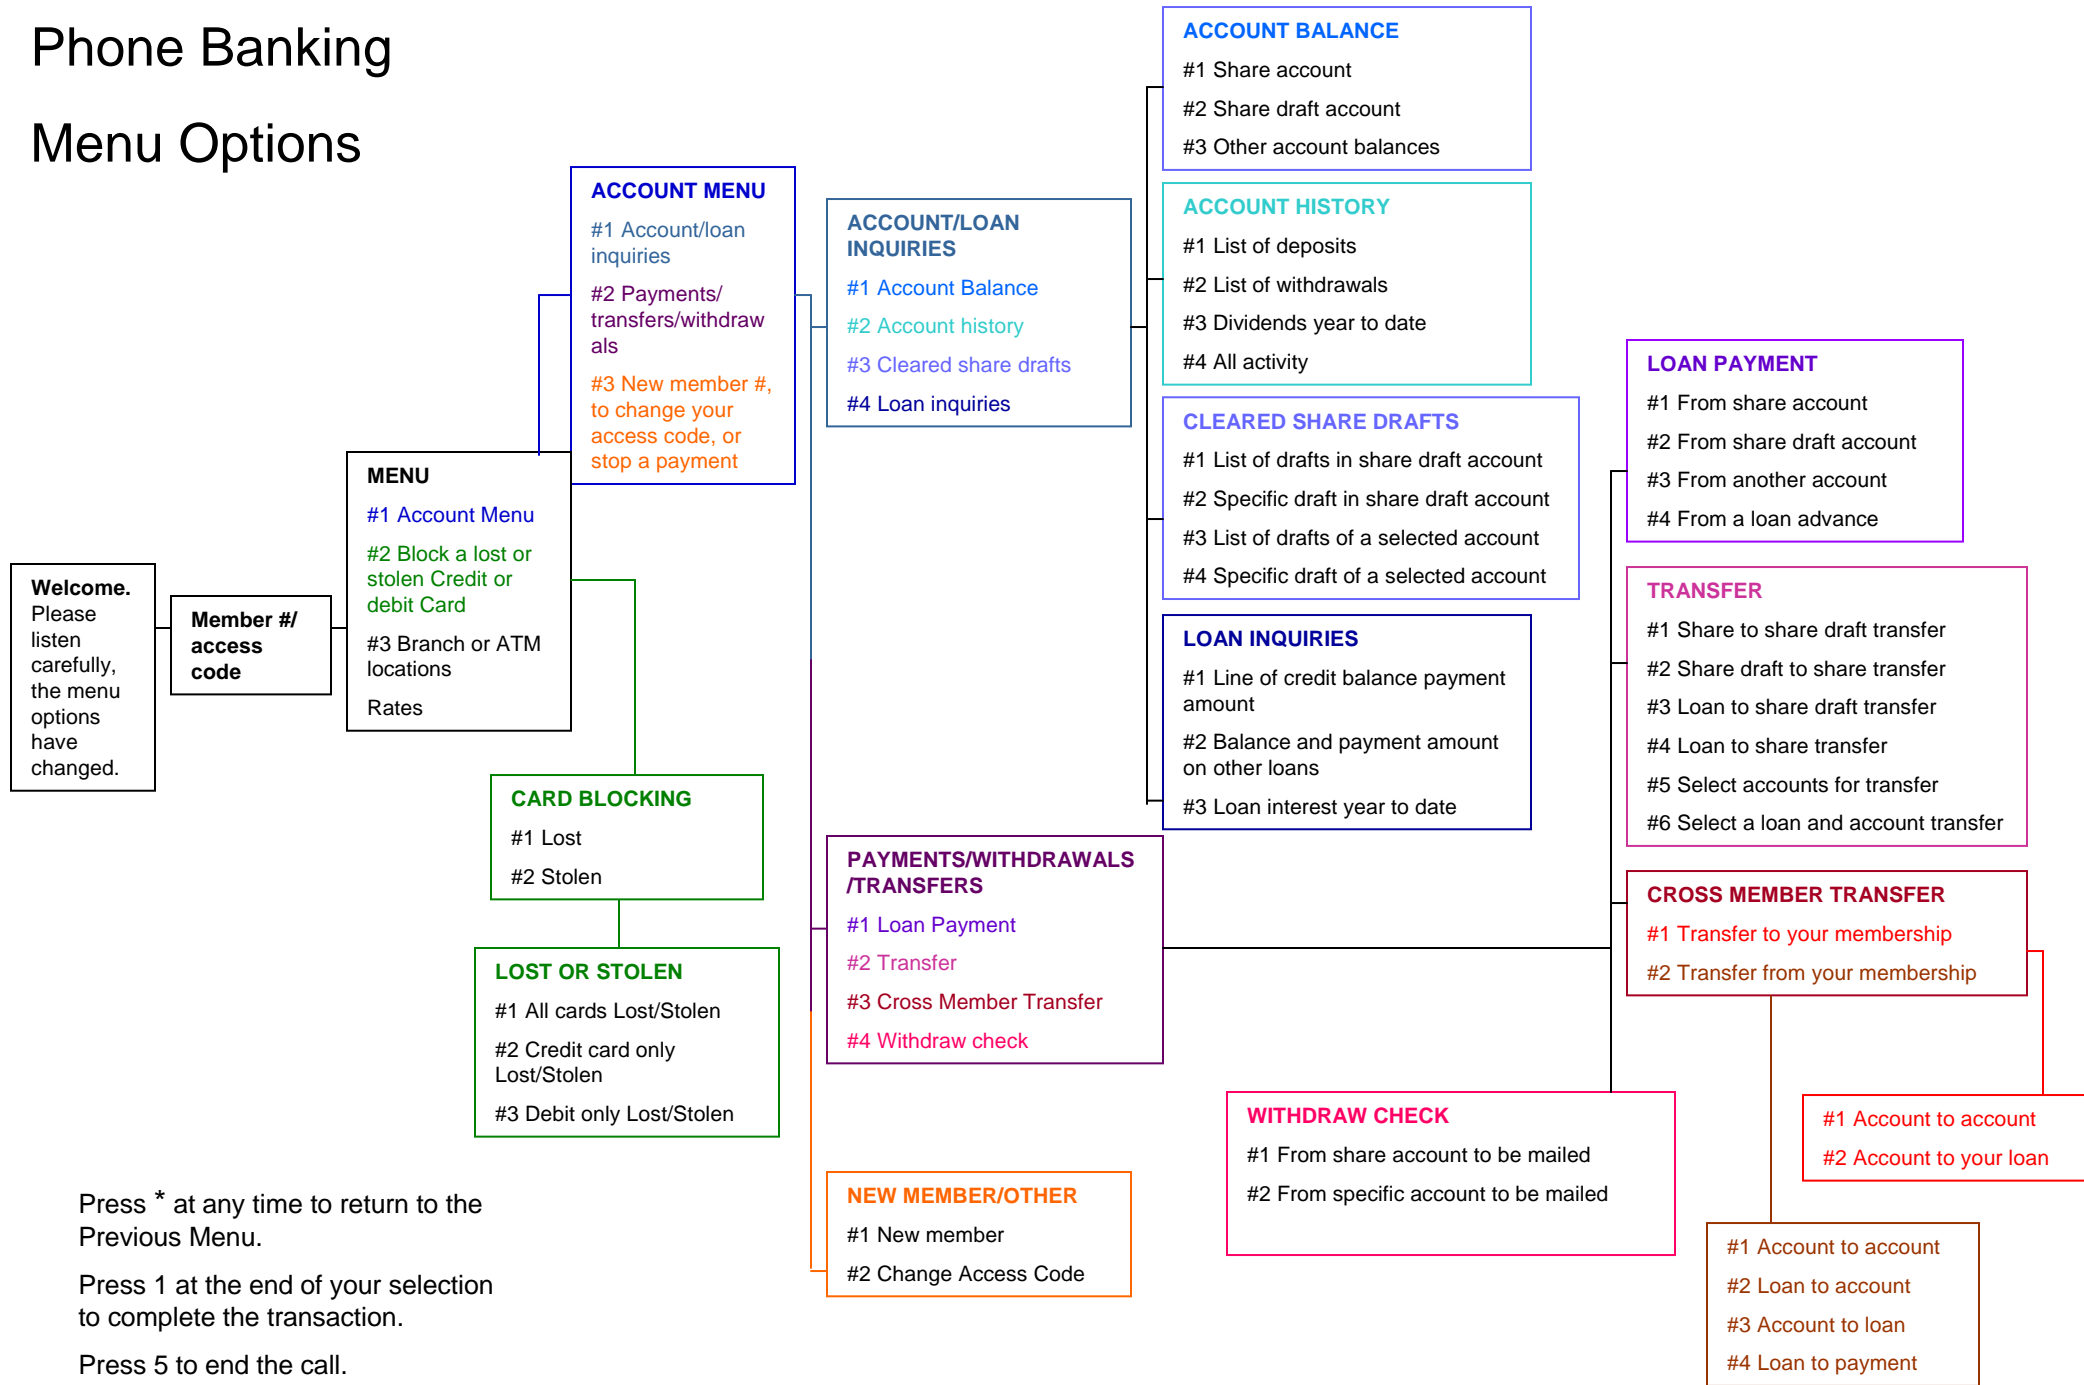 Phone Banking
Menu Options
Welcome.
Please
listen
carefully,
the menu
options
have
changed.
Member #/
access
code
MENU
#1 Account Menu
#2 Block a lost or
stolen Credit or
debit Card
#3 Branch or ATM
locations
Rates
ACCOUNT MENU
#1 Account/loan
inquiries
#2 Payments/
transfers/withdraw
als
#3 New member #,
to change your
access code, or
stop a payment
CARD BLOCKING
#1 Lost
#2 Stolen
LOST OR STOLEN
#1 All cards Lost/Stolen
#2 Credit card only
Lost/Stolen
#3 Debit only Lost/Stolen
ACCOUNT/LOAN
INQUIRIES
#1 Account Balance
#2 Account history
#3 Cleared share drafts
#4 Loan inquiries
PAYMENTS/WITHDRAWALS
/TRANSFERS
#1 Loan Payment
#2 Transfer
#3 Cross Member Transfer
#4 Withdraw check
NEW MEMBER/OTHER
#1 New member
#2 Change Access Code
ACCOUNT BALANCE
#1 Share account
#2 Share draft account
#3 Other account balances
ACCOUNT HISTORY
#1 List of deposits
#2 List of withdrawals
#3 Dividends year to date
#4 All activity
CLEARED SHARE DRAFTS
#1 List of drafts in share draft account
#2 Specific draft in share draft account
#3 List of drafts of a selected account
#4 Specific draft of a selected account
LOAN INQUIRIES
#1 Line of credit balance payment
amount
#2 Balance and payment amount
on other loans
#3 Loan interest year to date
LOAN PAYMENT
#1 From share account
#2 From share draft account
#3 From another account
#4 From a loan advance
TRANSFER
#1 Share to share draft transfer
#2 Share draft to share transfer
#3 Loan to share draft transfer
#4 Loan to share transfer
#5 Select accounts for transfer
#6 Select a loan and account transfer
CROSS MEMBER TRANSFER
#1 Transfer to your membership
#2 Transfer from your membership
WITHDRAW CHECK
#1 From share account to be mailed
#2 From specific account to be mailed
#1 Account to account
#2 Account to your loan
#1 Account to account
#2 Loan to account
#3 Account to loan
#4 Loan to payment
Press * at any time to return to the
Previous Menu.
Press 1 at the end of your selection
to complete the transaction.
Press 5 to end the call.